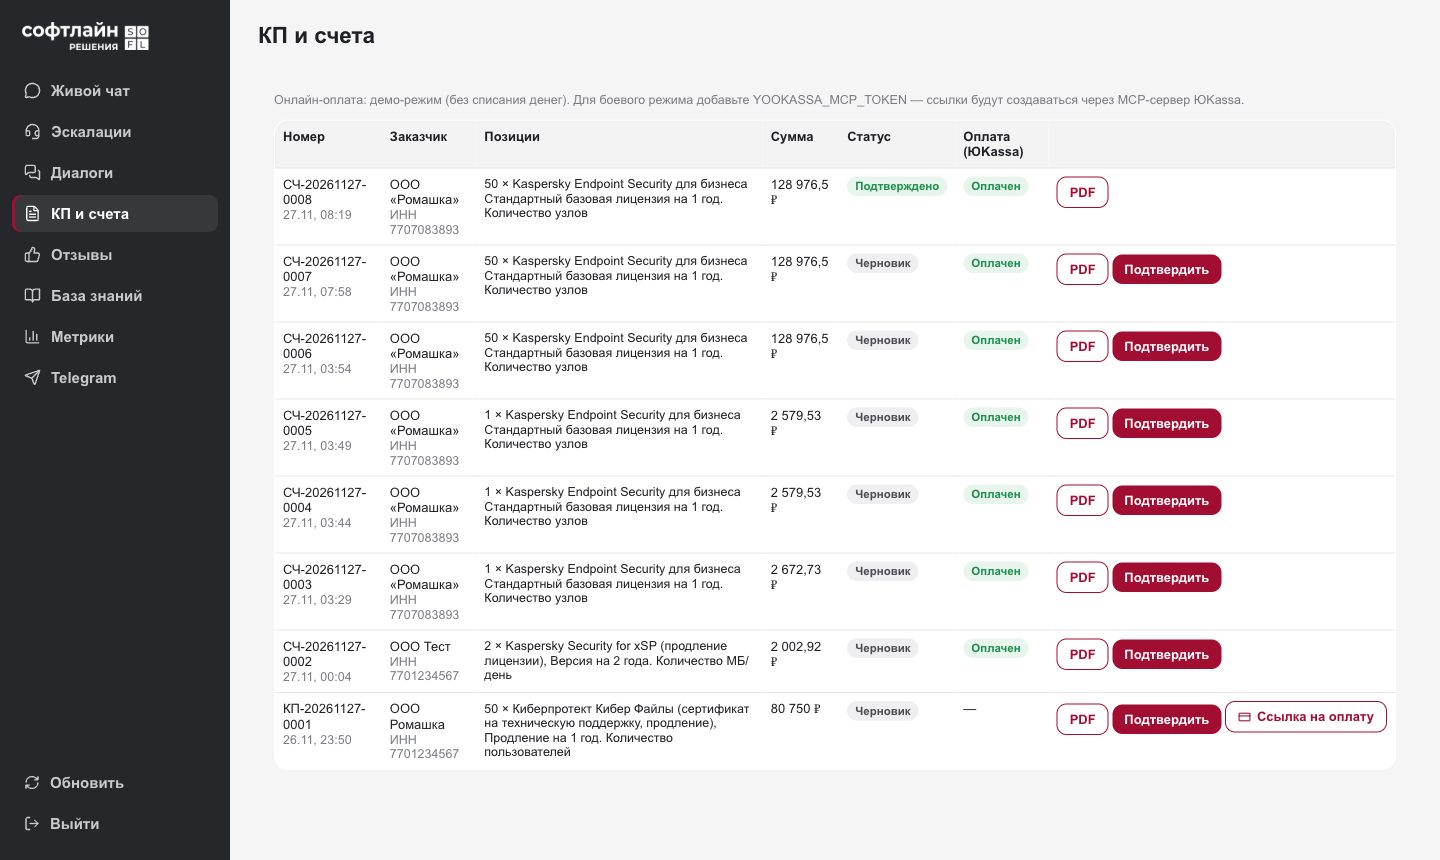 софтлайн
решения
SO
FL
Живой чат
Эскалации
Диалоги
КП и счета
Отзывы
База знаний
Метрики
Telegram
Обновить
Выйти
КП и счета
Онлайн-оплата: демо-режим (без списания денег). Для боевого режима добавьте YOOKASSA_MCP_TOKEN — ссылки будут создаваться через MCP-сервер ЮKassa.
Номер
Заказчик
Позиции
Сумма
Статус
Оплата
(ЮKassa)
СЧ-20261127-
0008
27.11, 08:19
ООО
«Ромашка»
ИНН
7707083893
50 × Kaspersky Endpoint Security для бизнеса
Стандартный базовая лицензия на 1 год.
Количество узлов
128 976,5
₽
Подтверждено
Оплачен
PDF
СЧ-20261127-
0007
27.11, 07:58
ООО
«Ромашка»
ИНН
7707083893
50 × Kaspersky Endpoint Security для бизнеса
Стандартный базовая лицензия на 1 год.
Количество узлов
128 976,5
₽
Черновик
Оплачен
PDF
Подтвердить
СЧ-20261127-
0006
27.11, 03:54
ООО
«Ромашка»
ИНН
7707083893
50 × Kaspersky Endpoint Security для бизнеса
Стандартный базовая лицензия на 1 год.
Количество узлов
128 976,5
₽
Черновик
Оплачен
PDF
Подтвердить
СЧ-20261127-
0005
27.11, 03:49
ООО
«Ромашка»
ИНН
7707083893
1 × Kaspersky Endpoint Security для бизнеса
Стандартный базовая лицензия на 1 год.
Количество узлов
2 579,53
₽
Черновик
Оплачен
PDF
Подтвердить
СЧ-20261127-
0004
27.11, 03:44
ООО
«Ромашка»
ИНН
7707083893
1 × Kaspersky Endpoint Security для бизнеса
Стандартный базовая лицензия на 1 год.
Количество узлов
2 579,53
₽
Черновик
Оплачен
PDF
Подтвердить
СЧ-20261127-
0003
27.11, 03:29
ООО
«Ромашка»
ИНН
7707083893
1 × Kaspersky Endpoint Security для бизнеса
Стандартный базовая лицензия на 1 год.
Количество узлов
2 672,73
₽
Черновик
Оплачен
PDF
Подтвердить
СЧ-20261127-
0002
27.11, 00:04
ООО Тест
ИНН
7701234567
2 × Kaspersky Security for xSP (продление
лицензии), Версия на 2 года. Количество МБ/
день
2 002,92
₽
Черновик
Оплачен
PDF
Подтвердить
КП-20261127-
0001
26.11, 23:50
ООО
Ромашка
ИНН
7701234567
50 × Киберпротект Кибер Файлы (сертификат
на техническую поддержку, продление),
Продление на 1 год. Количество
пользователей
80 750 ₽
Черновик
—
PDF
Подтвердить
Ссылка на оплату